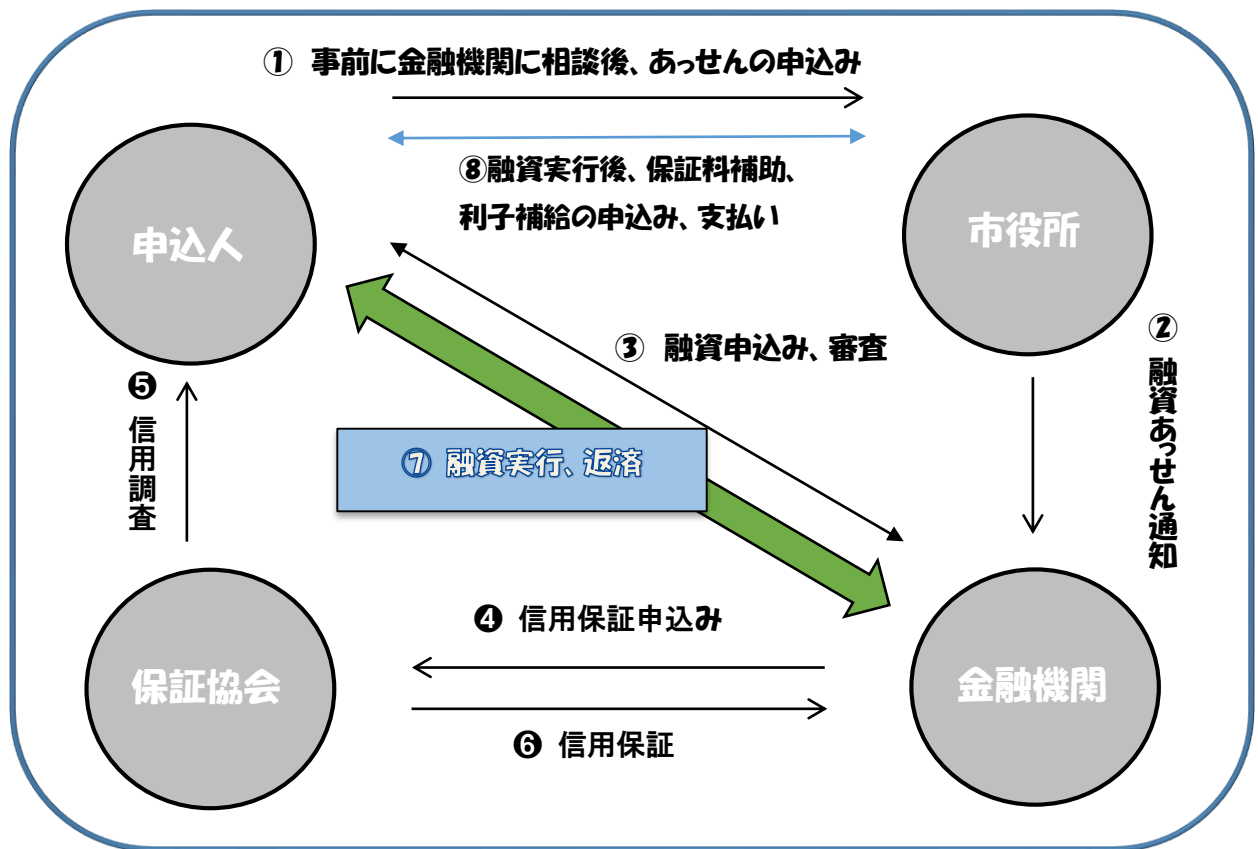 ① 事前に金融機関に相談後、あっせんの申込み
⑧融資実行後、保証料補助、
利子補給の申込み、支払い
申込人
市役所
③ 融資申込み、審査
② 融資あっせん通知
❺ 信用調査
⑦ 融資実行、返済
❹ 信用保証申込み
保証協会
金融機関
❻ 信用保証